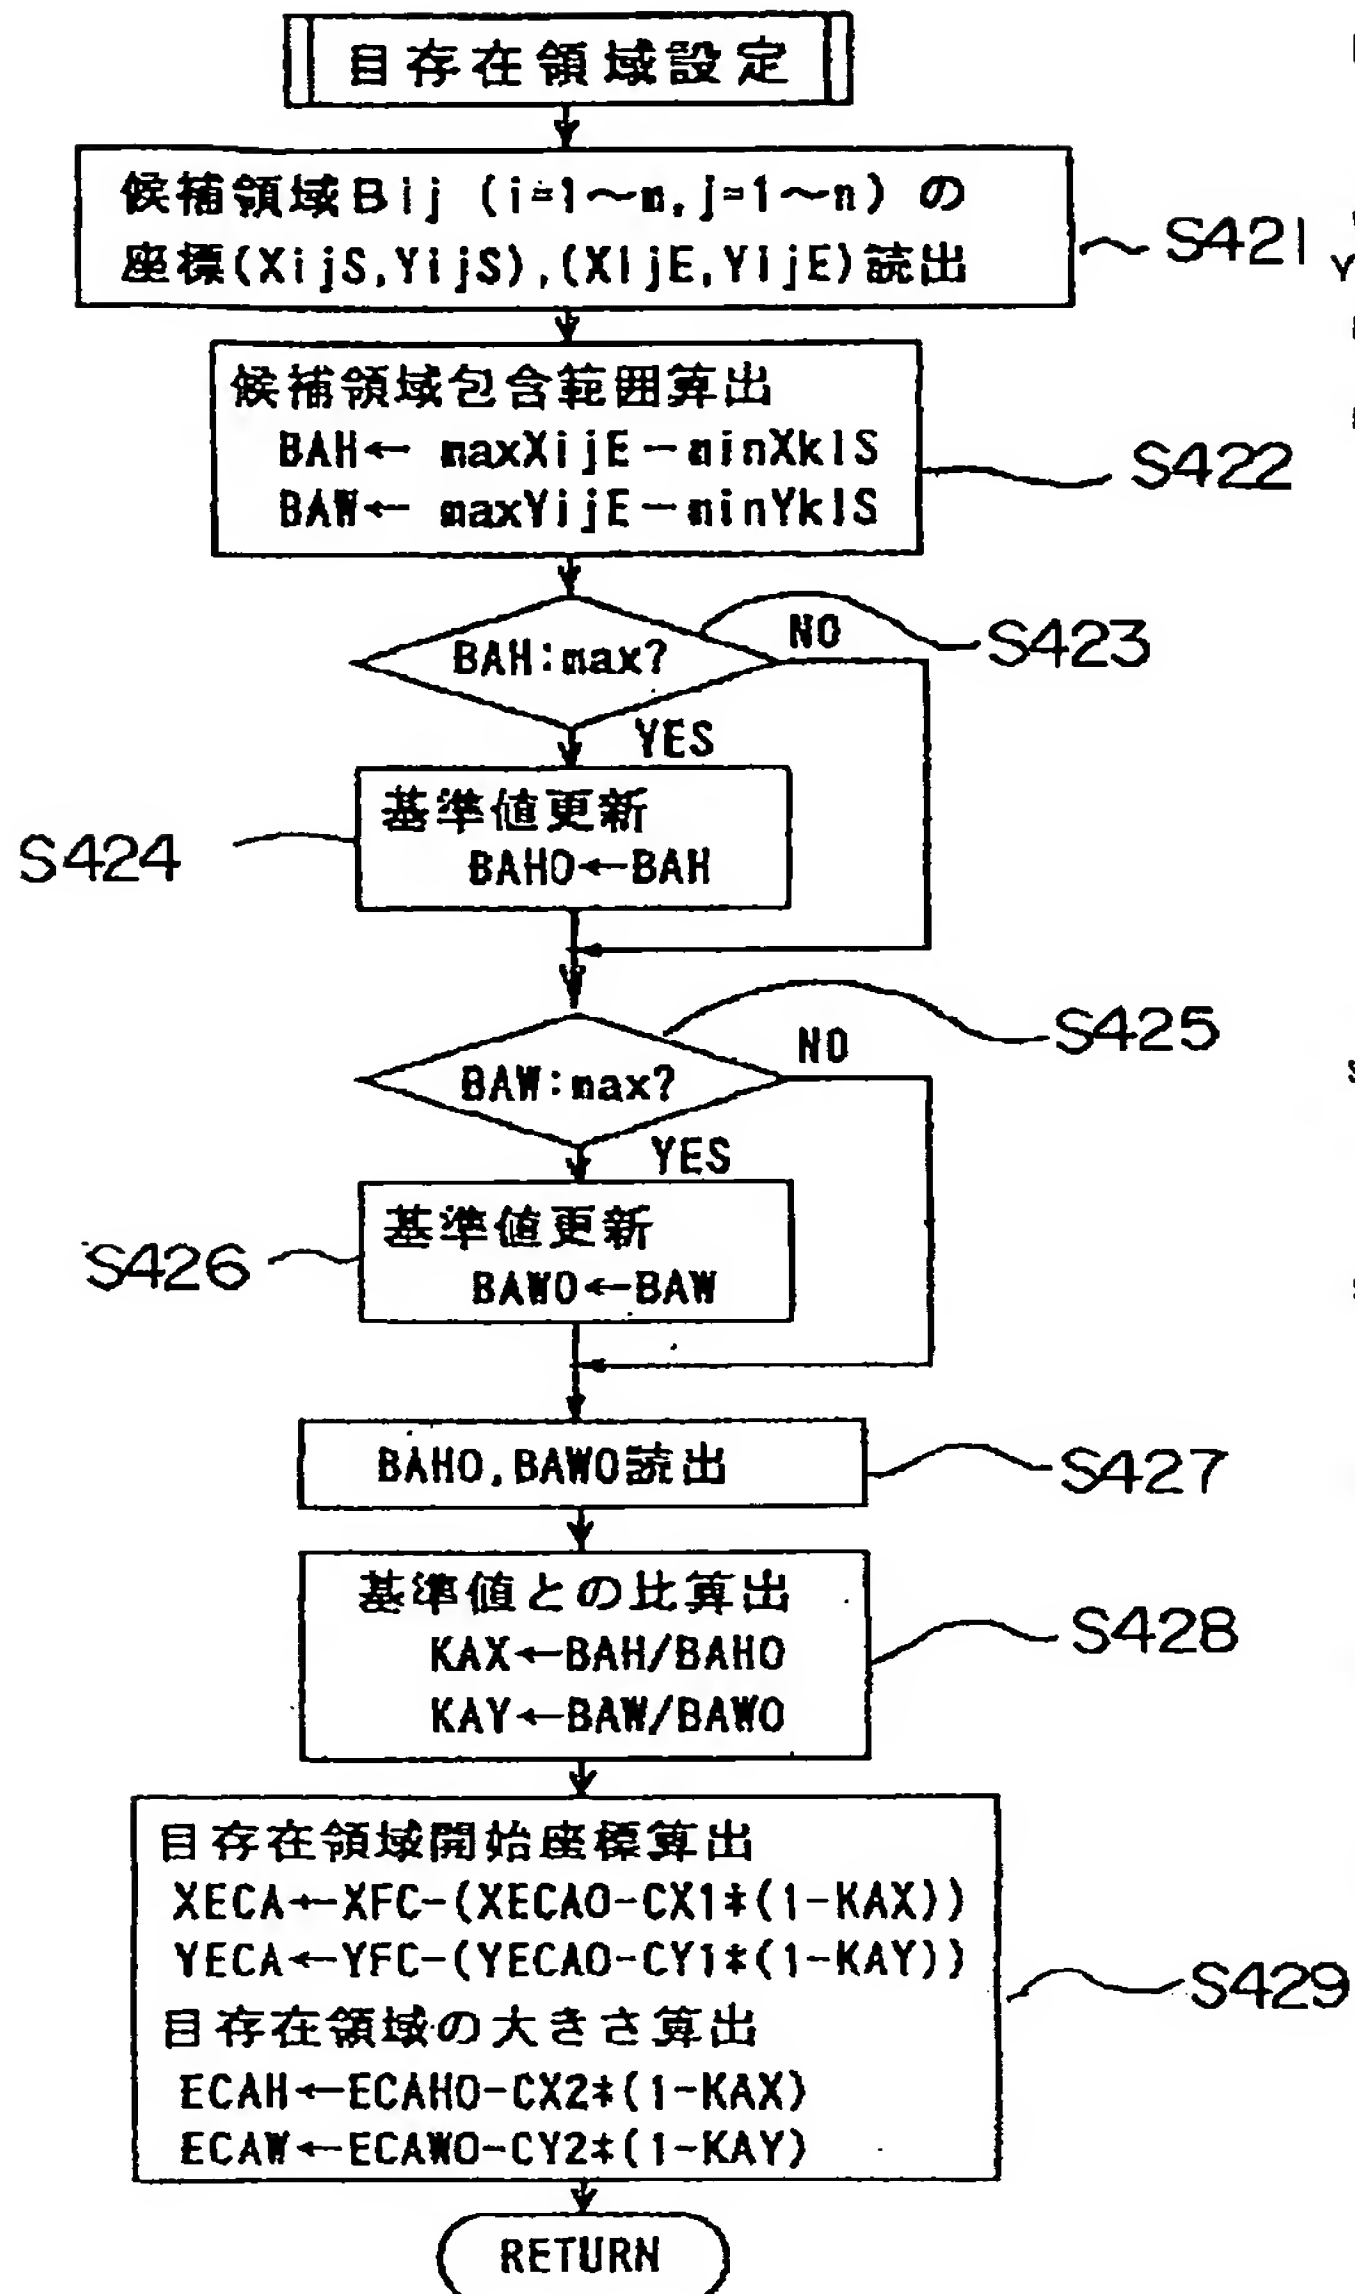 目存在領域設定
候補領域Bij (i=1〜m,j=1〜n) の
座標(XijS,YijS),(XijE,YijE)読出
S421
候補領域包含範囲算出
BAH← maxXijE-minXklS
BAW← maxYijE-minYklS
S422
BAH:max?
NO
S423
YES
基準値更新
BAHO←BAH
S424
BAW:max?
NO
S425
YES
基準値更新
BAWO←BAW
S426
BAHO,BAWO読出
S427
基準値との比算出
KAX←BAH/BAHO
KAY←BAW/BAWO
S428
目存在領域開始座標算出
XECA←XFC-(XECAO-CX1*(1-KAX))
YECA←YFC-(YECAO-CY1*(1-KAY))
目存在領域の大きさ算出
ECAH←ECAHO-CX2*(1-KAX)
ECAW←ECAWO-CY2*(1-KAY)
S429
RETURN